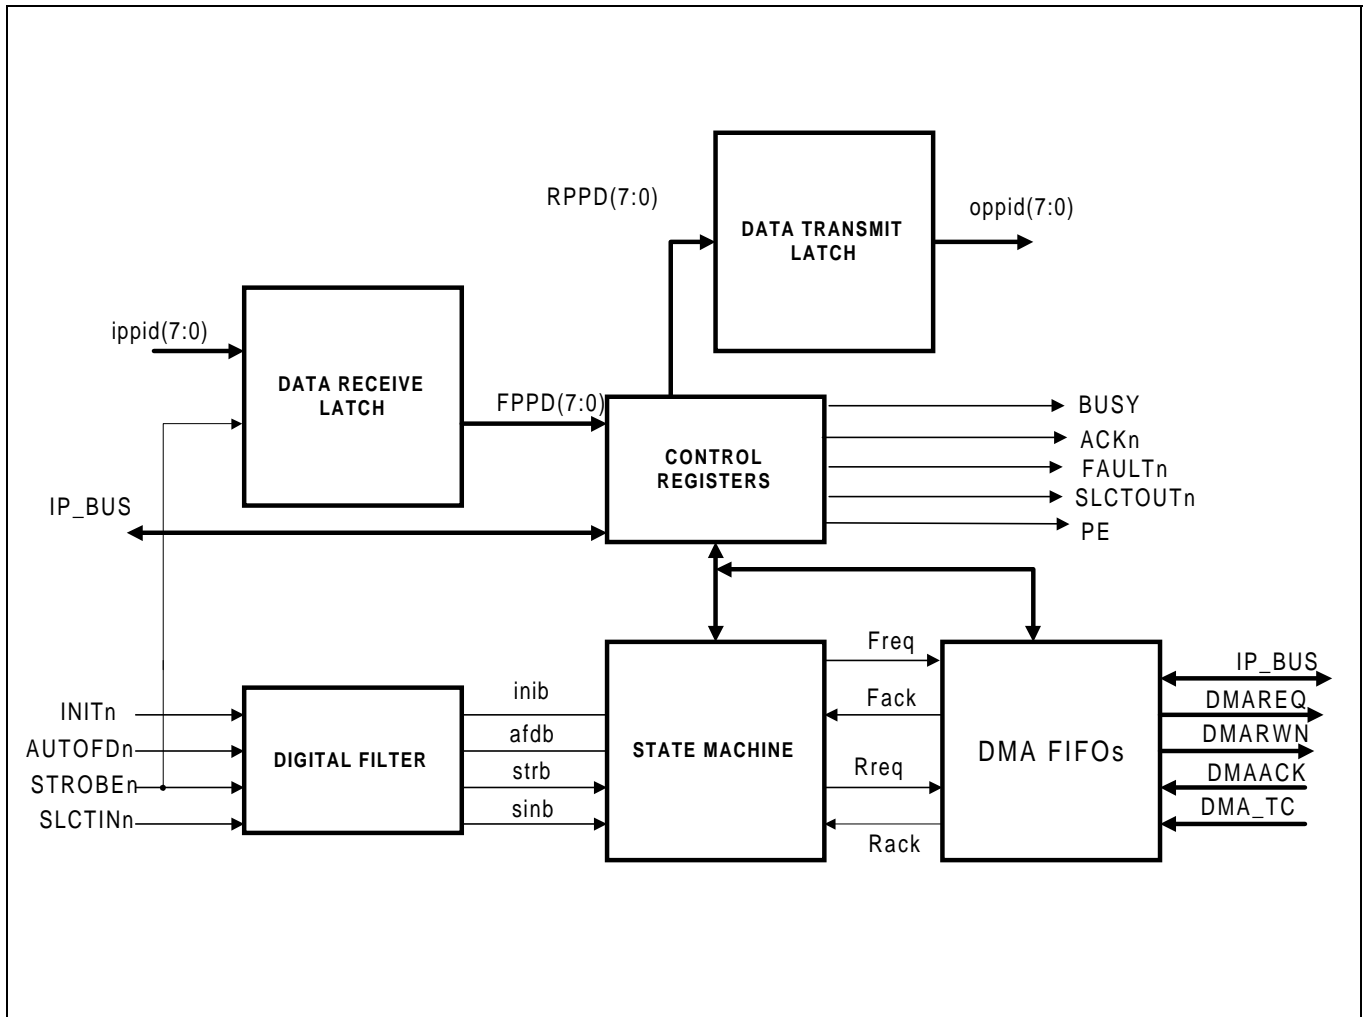 RPPD(7:0)
oppid(7:0)
DATA TRANSMIT
LATCH
ippid(7:0)
DATA RECEIVE
LATCH
FPPD(7:0)
BUSY
ACKn
FAULTn
SLCTOUTn
PE
CONTROL
REGISTERS
IP_BUS
Freq
Fack
Rreq
Rack
IP_BUS
DMAREQ
DMARWN
DMAACK
DMA_TC
INITn
AUTOFDn
STROBEn
SLCTINn
DIGITAL FILTER
inib
afdb
strb
sinb
STATE MACHINE
DMA FIFOs